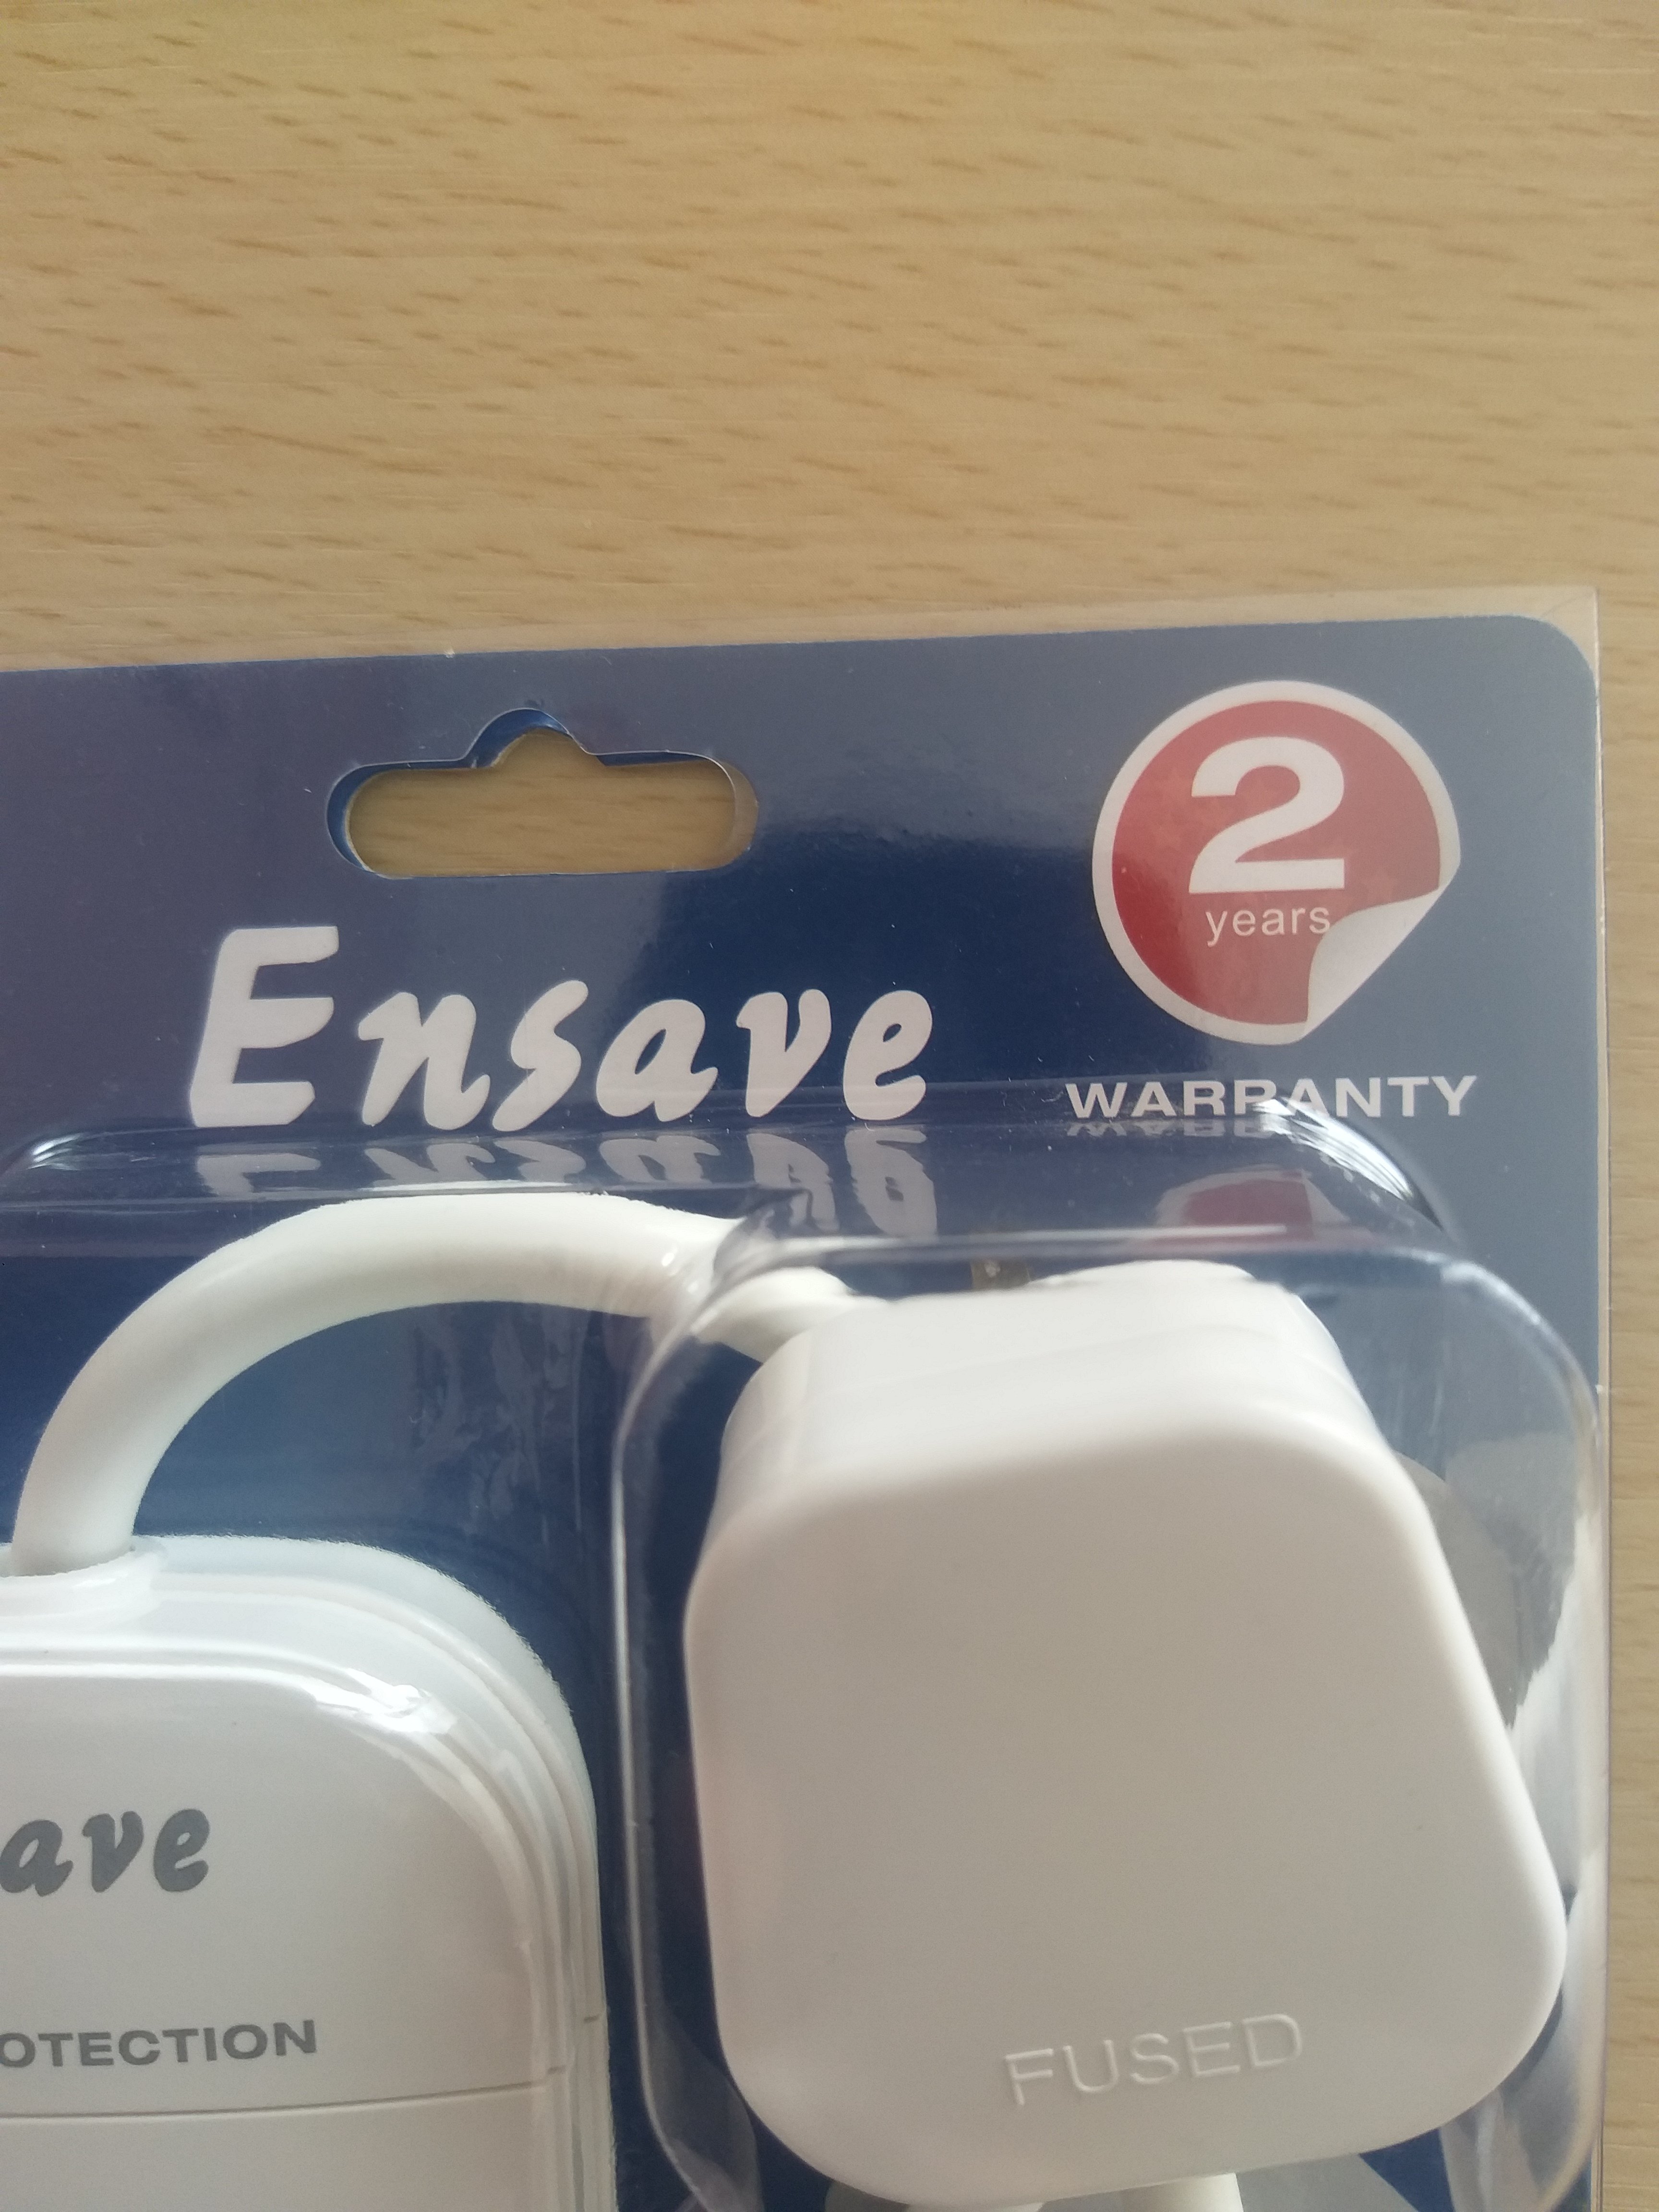 2
years
Ensave
WARRANTY
ave
OTECTION
FUSED